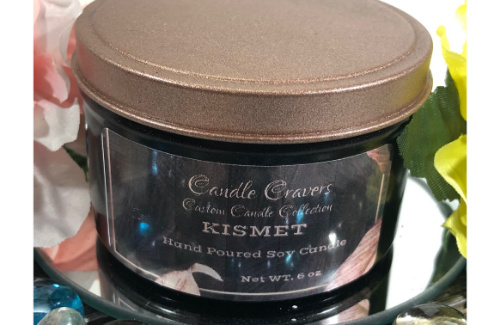 Candle Cravers
Custom Candle Collection
KISMET
Hand Poured Soy Candle
Net WT. 6 oz